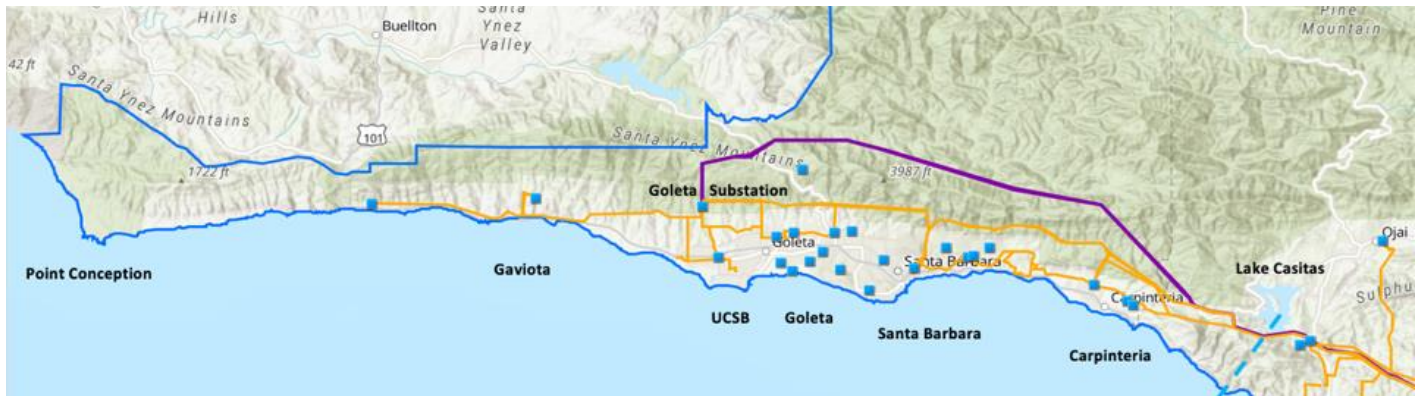 Hills
Buellton
Santa
Ynez
Valley
Pine
Mountain
42 ft
Santa Ynez Mountains
101
1722 ft
Santa Ynez Mountains
3987 ft
Goleta Substation
Goleta
Santa Barbara
Carpinteria
Ojai
Sulphu
Lake Casitas
Point Conception
Gaviota
UCSB
Goleta
Santa Barbara
Carpinteria